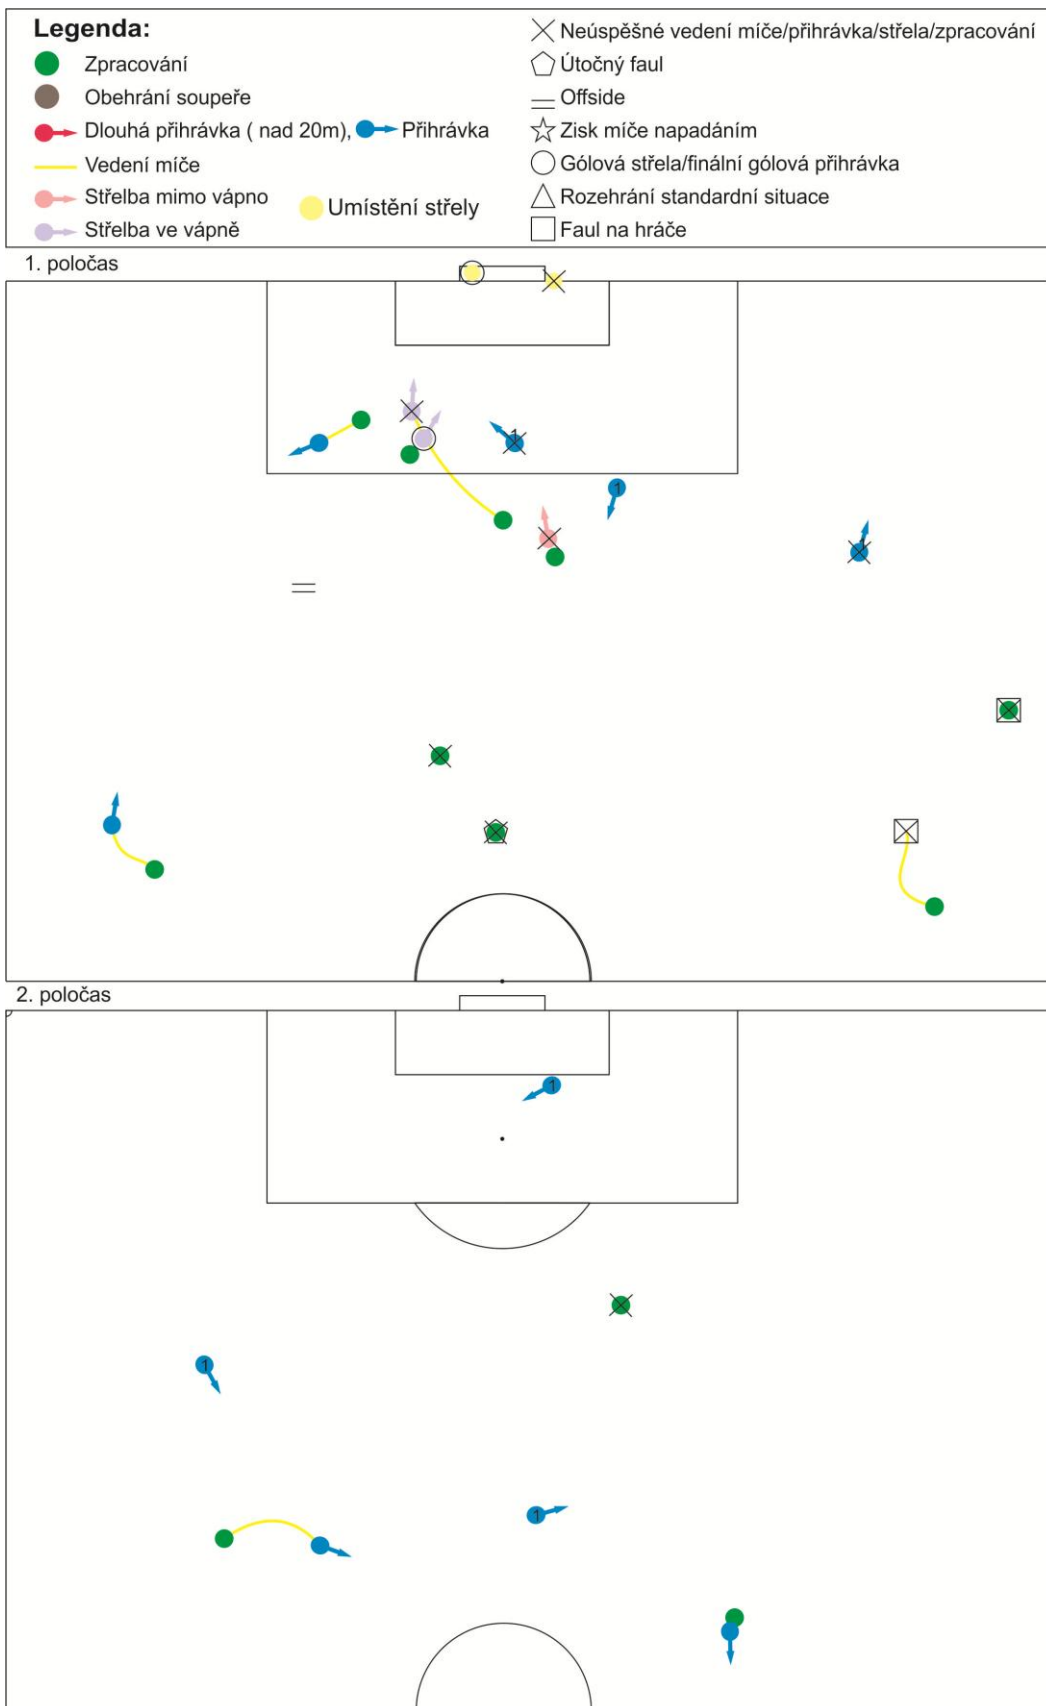 Legenda:
Zpracování
Obehrání soupeře
Dlouhá přihrávka ( nad 20m), Přihrávka
Vedení míče
Střelba mimo vápno
Umístění střely
Střelba ve vápně
Neúspěšné vedení míče/přihrávka/střela/zpracování
Útočný faul
Offside
Zisk míče napadáním
Gólová střela/finální gólová přihrávka
Rozehrání standardní situace
Faul na hráče
1. poločas
1
1
1
2. poločas
1
1
1